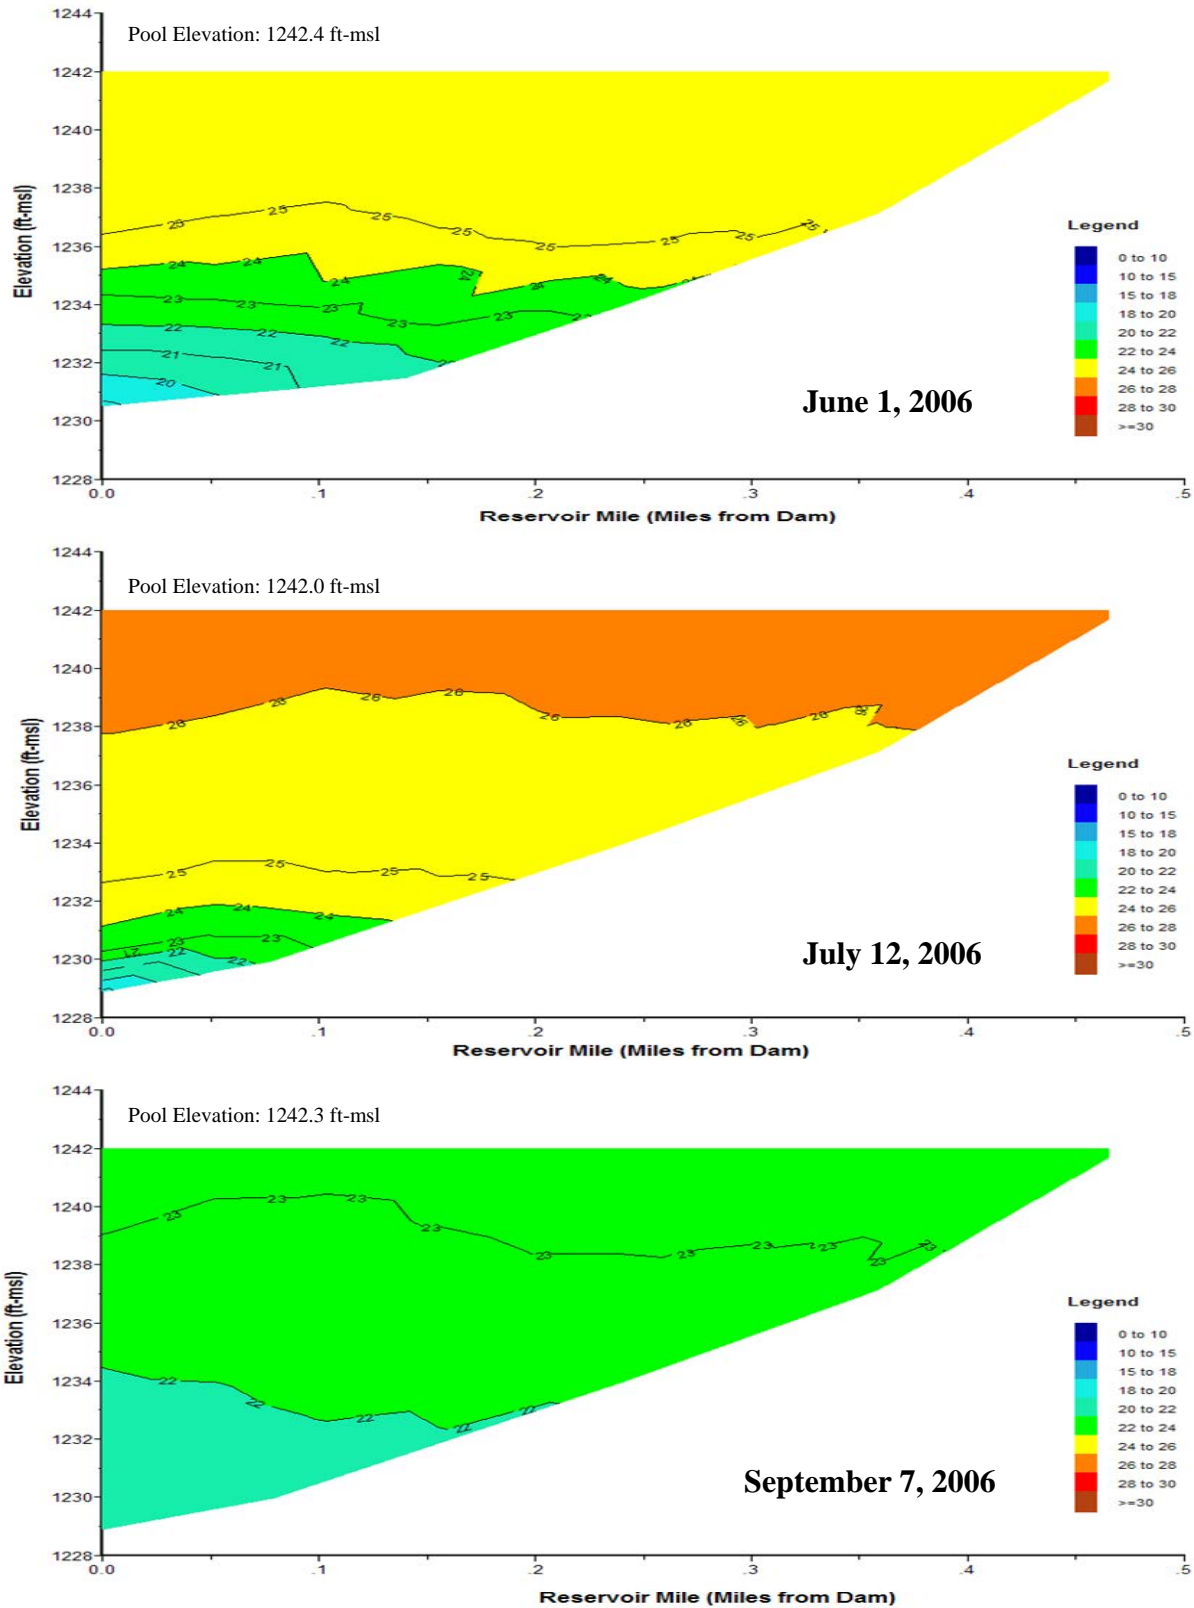 1244
Pool Elevation: 1242.4 ft-msl
1242
1240
1238
1236
1234
1232
1230
1228
Elevation (ft-msl)
25 25 25 25 25 25 25 25
24 24 24 24 24 24
23 23 23 23 23 23
22 22 22 22
21 21
20
Legend
0 to 10
10 to 15
15 to 18
18 to 20
20 to 22
22 to 24
24 to 26
26 to 28
28 to 30
>=30
June 1, 2006
0.0 .1 .2 .3 .4 .5
Reservoir Mile (Miles from Dam)
1244
Pool Elevation: 1242.0 ft-msl
1242
1240
1238
1236
1234
1232
1230
1228
Elevation (ft-msl)
26 26 26 26 26 26 26 26 26
25 25 25 25
24 24 24
23 23
22 22
21
Legend
0 to 10
10 to 15
15 to 18
18 to 20
20 to 22
22 to 24
24 to 26
26 to 28
28 to 30
>=30
July 12, 2006
0.0 .1 .2 .3 .4 .5
Reservoir Mile (Miles from Dam)
1244
Pool Elevation: 1242.3 ft-msl
1242
1240
1238
1236
1234
1232
1230
1228
Elevation (ft-msl)
23 23 23 23 23 23 23 23 23 23
22 22 22 22 22
Legend
0 to 10
10 to 15
15 to 18
18 to 20
20 to 22
22 to 24
24 to 26
26 to 28
28 to 30
>=30
September 7, 2006
0.0 .1 .2 .3 .4 .5
Reservoir Mile (Miles from Dam)